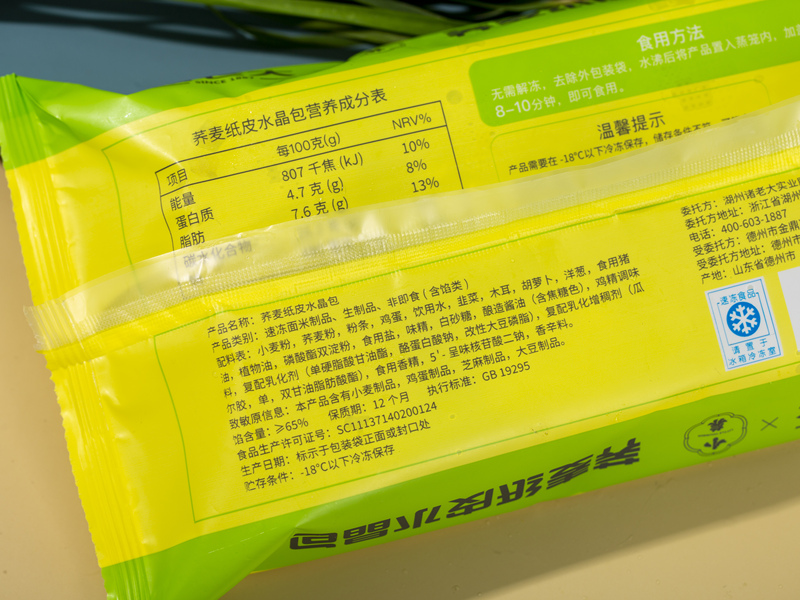 SINCE 1887
荞麦纸皮水晶包营养成分表
项目 每100克(g) NRV%
能量 807 千焦 (kJ) 10%
蛋白质 4.7 克 (g) 8%
脂肪 7.6 克 (g) 13%
碳水化合物
食用方法
无需解冻，去除外包装袋，水沸后将产品置入蒸笼内，加盖
8-10分钟，即可食用。
温馨提示
产品需要在 -18℃以下冷冻保存，储存条件不符
产品名称：荞麦纸皮水晶包
产品类别：速冻面米制品、生制品、非即食 ( 含馅类 )
配料表：小麦粉，荞麦粉，粉条，鸡蛋，饮用水，韭菜，木耳，胡萝卜，洋葱，食用猪
油，植物油，磷酸酯双淀粉，食用盐，味精，白砂糖，酿造酱油（含焦糖色），鸡精调味
料，复配乳化剂（单硬脂酸甘油酯，酪蛋白酸钠，改性大豆磷脂），复配乳化增稠剂（瓜
尔胶，单，双甘油脂肪酸酯），食用香精，5' - 呈味核苷酸二钠，香辛料。
致敏原信息：本产品含有小麦制品，鸡蛋制品，芝麻制品，大豆制品。
馅含量：≥65% 保质期：12 个月 执行标准：GB 19295
食品生产许可证号：SC11137140200124
生产日期：标示于包装袋正面或封口处
贮存条件：-18℃以下冷冻保存
委托方：湖州诸老大实业
委托方地址：浙江省湖州
电话：400-603-1887
受委托方：德州市金鼎
受委托方地址：德州
产地：山东省德州市
速冻食品
请置于
冰箱冷冻室
荞麦纸皮水晶包